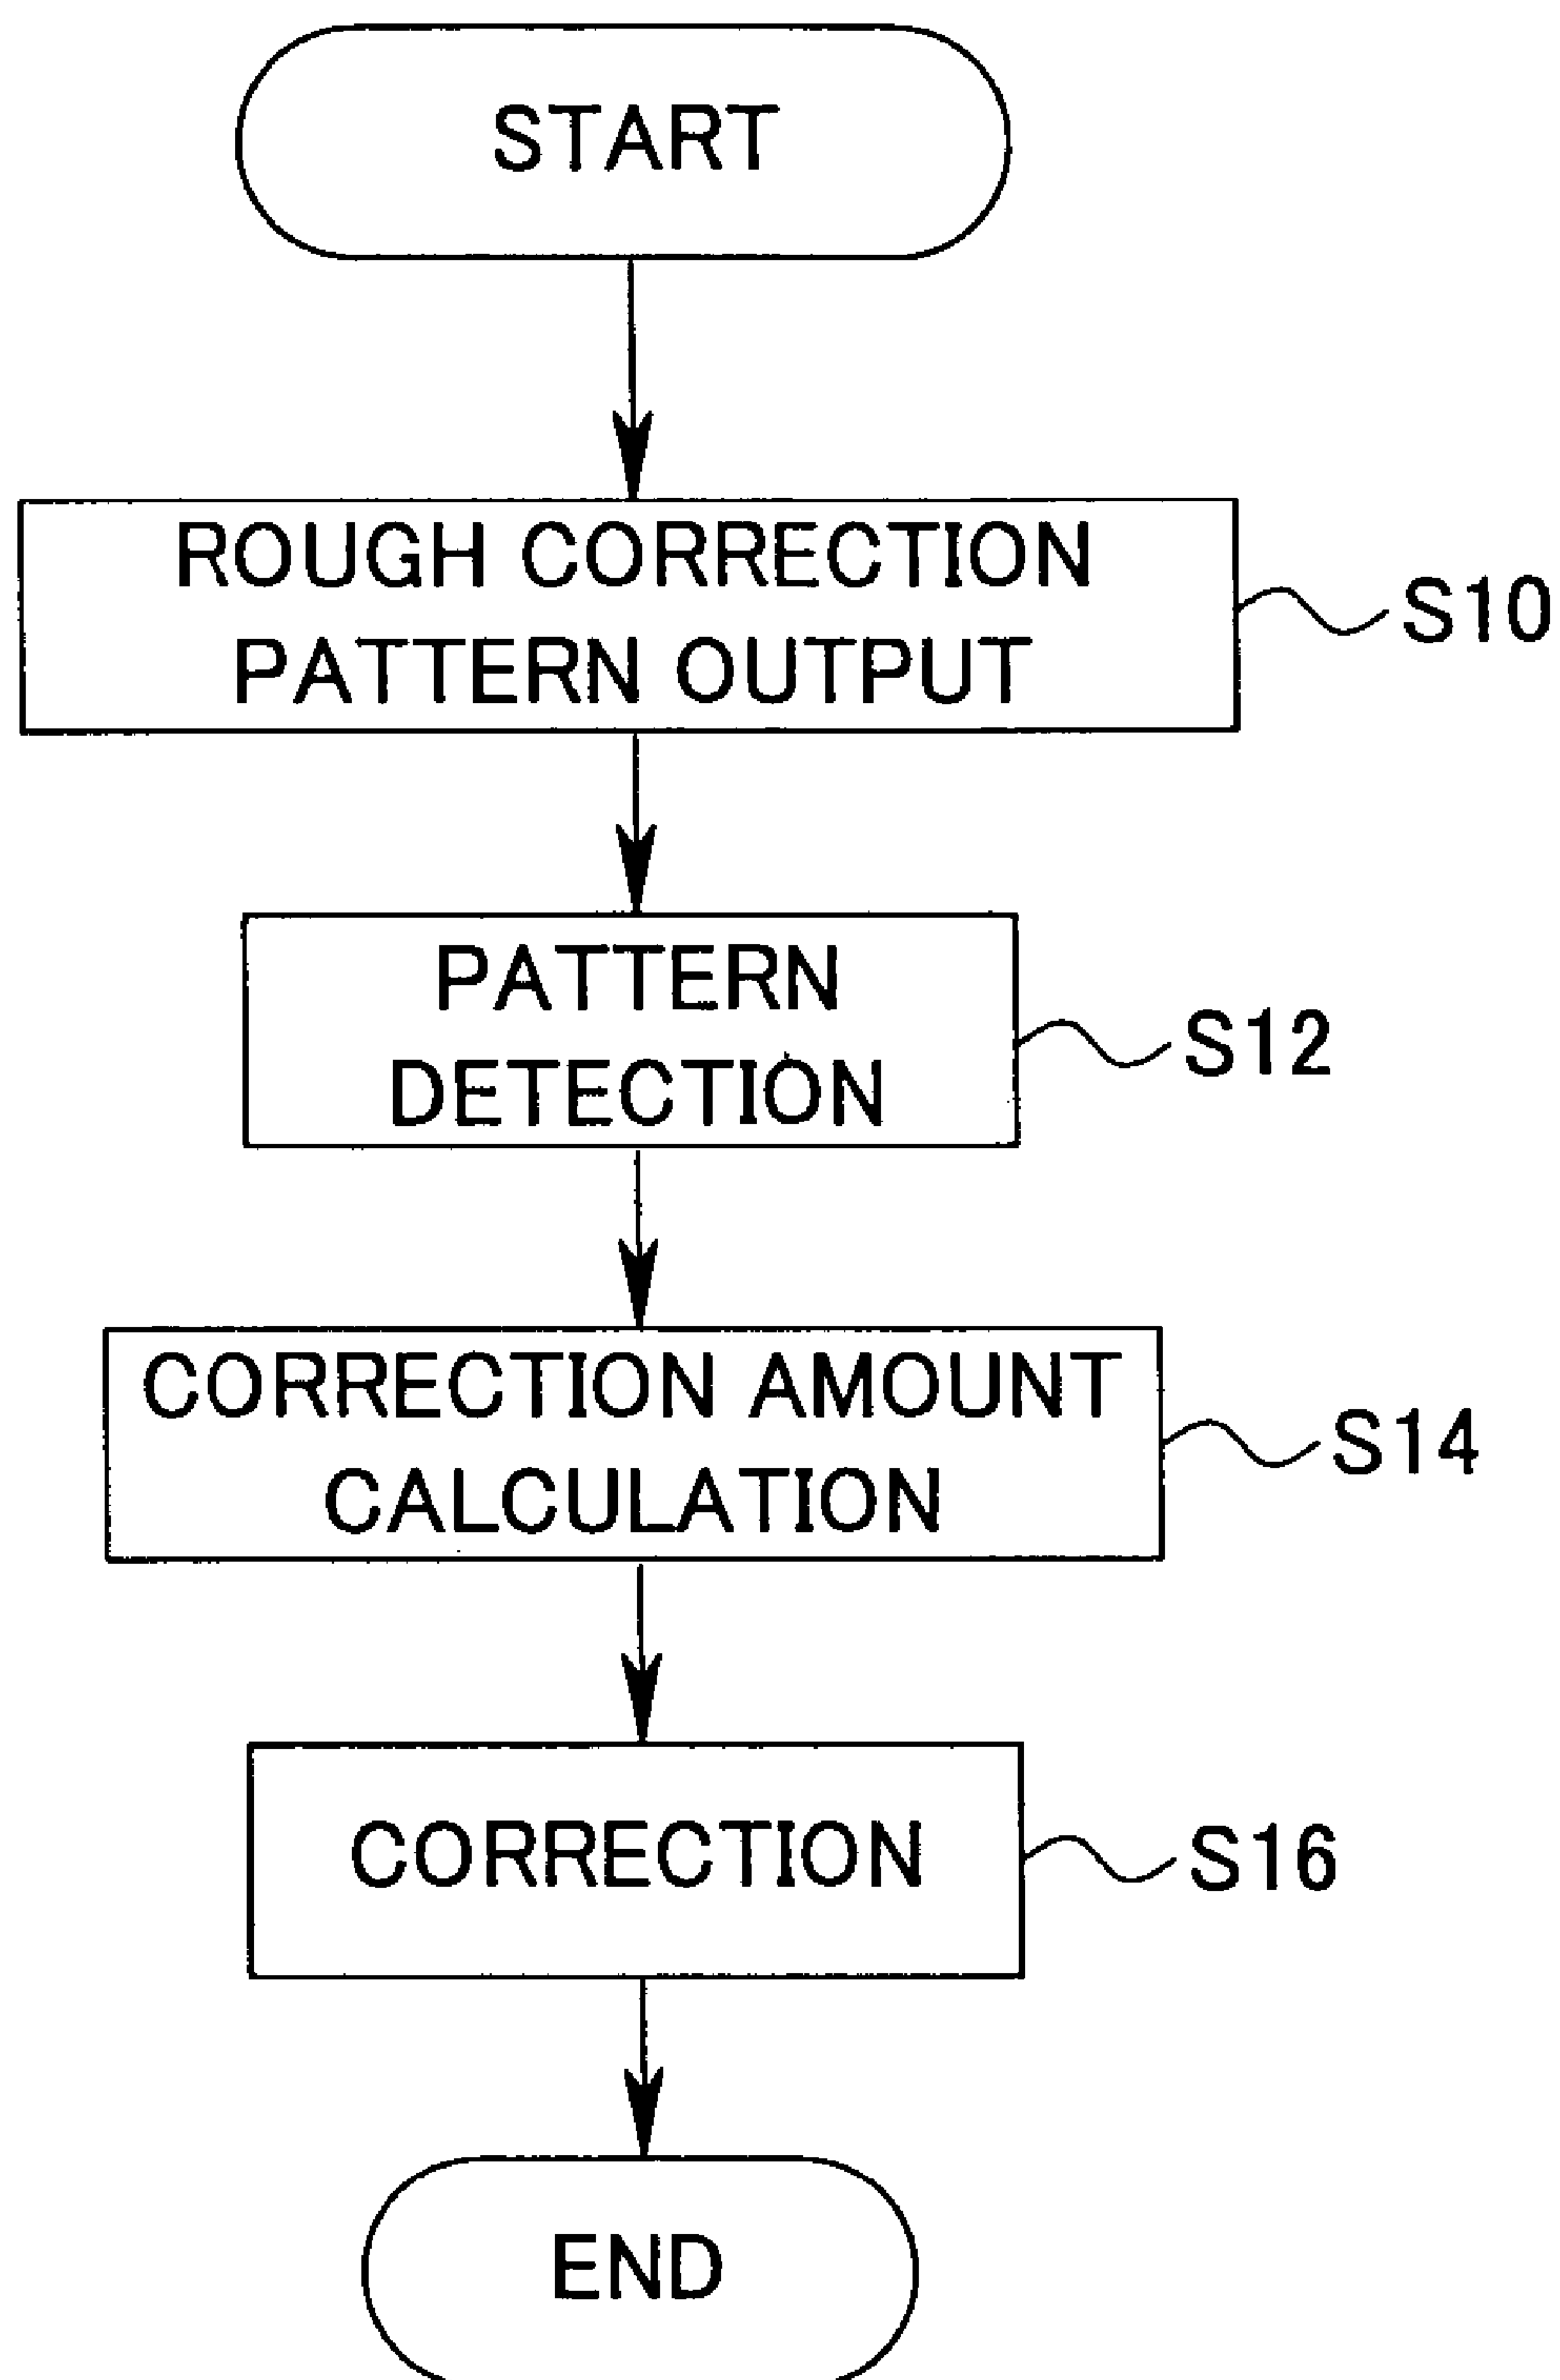 START
ROUGH CORRECTION
PATTERN OUTPUT
S10
PATTERN
DETECTION
S12
CORRECTION AMOUNT
CALCULATION
S14
CORRECTION
S16
END